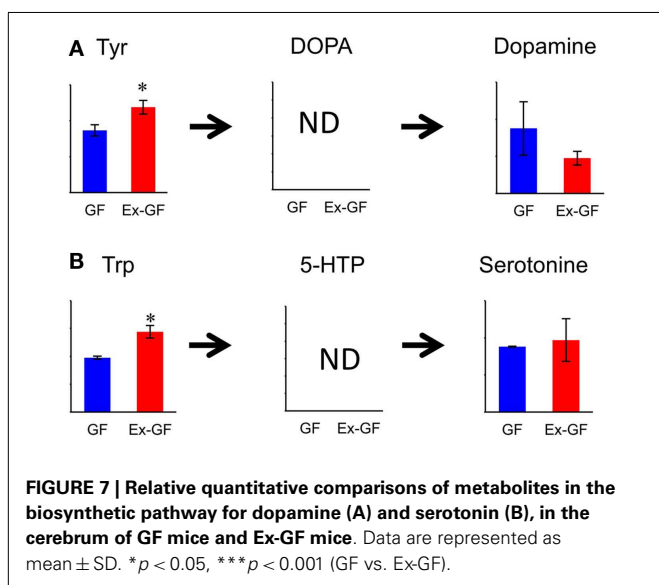 A Tyr DOPA Dopamine
*
ND
GF Ex-GF GF Ex-GF GF Ex-GF
B Trp 5-HTP Serotonine
*
ND
GF Ex-GF GF Ex-GF GF Ex-GF
FIGURE 7 | Relative quantitative comparisons of metabolites in the
biosynthetic pathway for dopamine (A) and serotonin (B), in the
cerebrum of GF mice and Ex-GF mice. Data are represented as
mean ± SD. *p < 0.05, ***p < 0.001 (GF vs. Ex-GF).